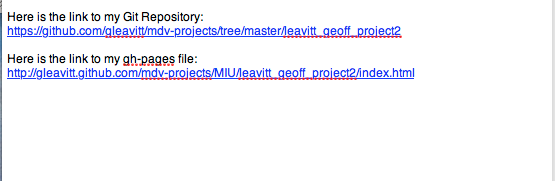 Here is the link to my Git Repository:
https://github.com/gleavitt/mdv-projects/tree/master/leavitt_geoff_project2
Here is the link to my gh-pages file:
http://gleavitt.github.com/mdv-projects/MIU/leavitt_geoff_project2/index.html